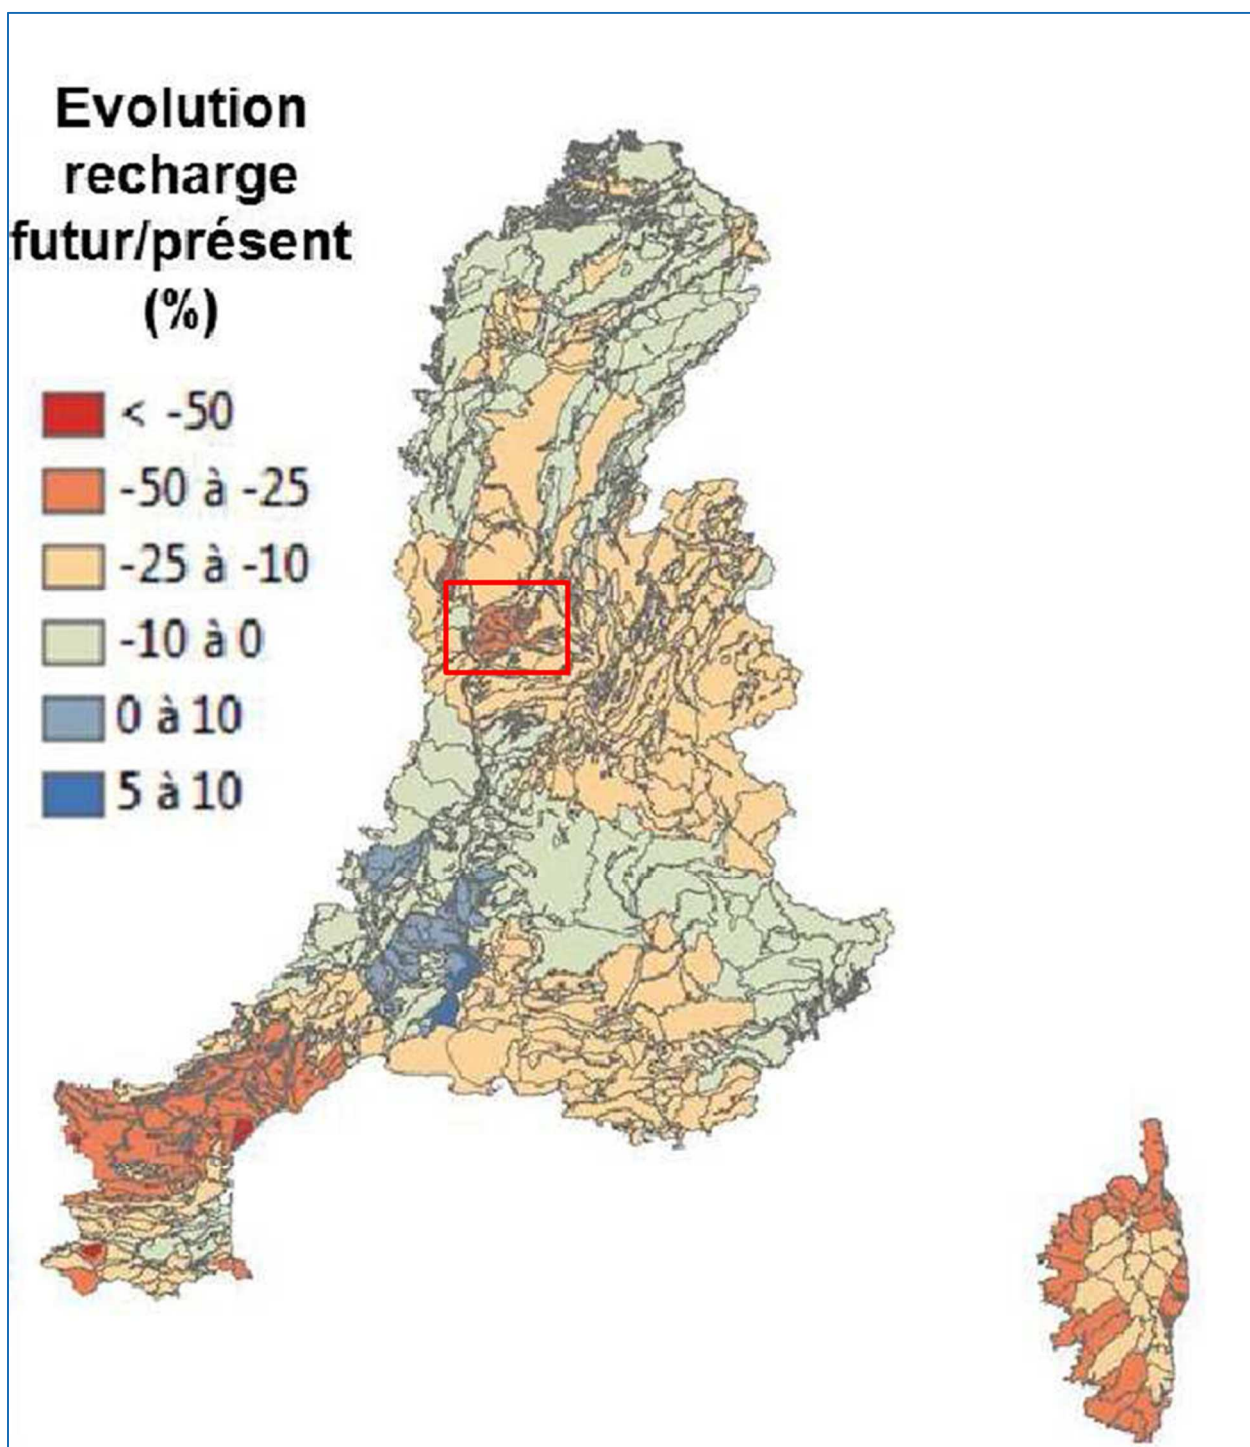 Evolution
recharge
futur/présent
(%)
< -50
-50 à -25
-25 à -10
-10 à 0
0 à 10
5 à 10